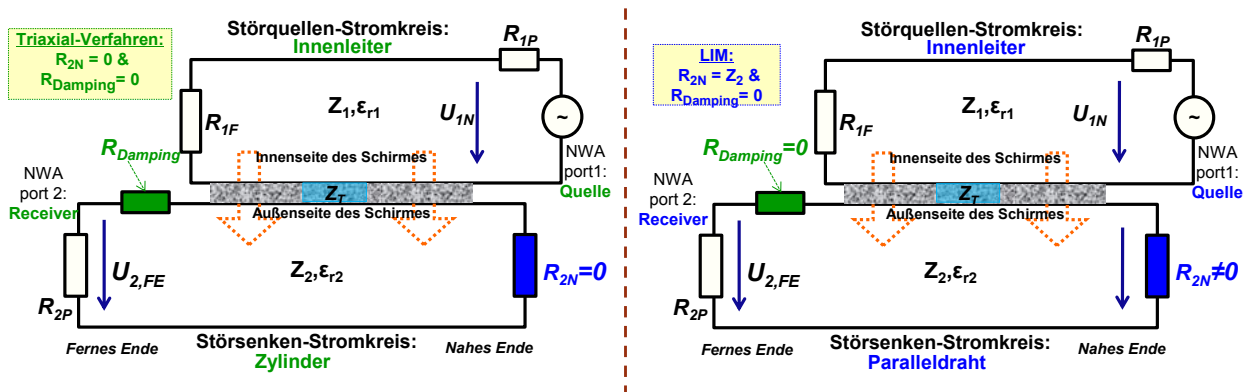 Triaxial-Verfahren:
R2N = 0 &
RDamping= 0
Störquellen-Stromkreis:
Innenleiter
R1P
Z1,εr1
U1N
~
R1F
RDamping
Innenseite des Schirmes
NWA
port1:
Quelle
NWA
port 2:
Receiver
ZT
Außenseite des Schirmes
U2,FE
Z2,εr2
R2N=0
R2P
Fernes Ende
Störsenken-Stromkreis:
Zylinder
Nahes Ende
LIM:
R2N = Z2 &
RDamping= 0
Störquellen-Stromkreis:
Innenleiter
R1P
Z1,εr1
U1N
~
R1F
RDamping=0
Innenseite des Schirmes
NWA
port1:
Quelle
NWA
port 2:
Receiver
ZT
Außenseite des Schirmes
U2,FE
Z2,εr2
R2N≠0
R2P
Fernes Ende
Störsenken-Stromkreis:
Paralleldraht
Nahes Ende